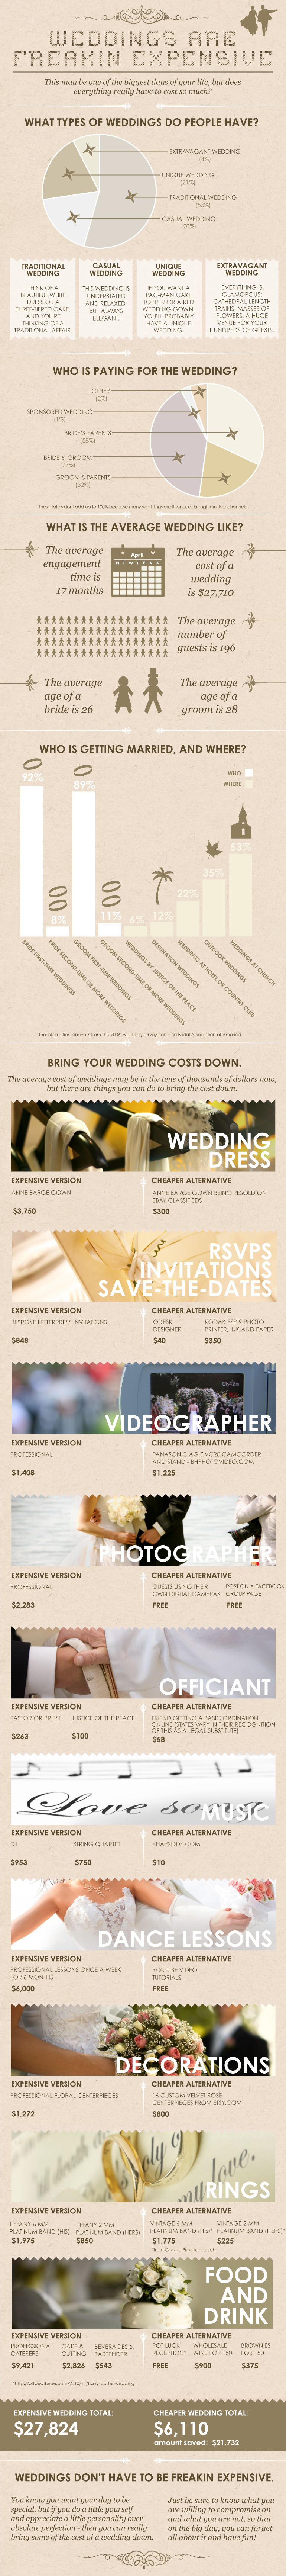 WEDDINGS ARE
FREAKIN EXPENSIVE
This may be one of the biggest days of your life, but does
everything really have to cost so much?
WHAT TYPES OF WEDDINGS DO PEOPLE HAVE?
EXTRAVAGANT WEDDING
(4%)
UNIQUE WEDDING
(21%)
TRADITIONAL WEDDING
(55%)
CASUAL WEDDING
(20%)
TRADITIONAL
WEDDING
THINK OF A
BEAUTIFUL WHITE
DRESS OR A
THREE-TIERED CAKE,
AND YOU'RE
THINKING OF A
TRADITIONAL AFFAIR.
CASUAL
WEDDING
THIS WEDDING IS
UNDERSTATED
AND RELAXED,
BUT ALWAYS
ELEGANT.
UNIQUE
WEDDING
IF YOU WANT A
PAC-MAN CAKE
TOPPER OR A RED
WEDDING GOWN,
YOU'LL PROBABLY
HAVE A UNIQUE
WEDDING.
EXTRAVAGANT
WEDDING
EVERYTHING IS
GLAMOROUS:
CATHEDRAL-LENGTH
TRAINS, MASSES OF
FLOWERS, A HUGE
VENUE FOR YOUR
HUNDREDS OF GUESTS.
WHO IS PAYING FOR THE WEDDING?
OTHER
(2%)
SPONSORED WEDDING
(1%)
BRIDE'S PARENTS
(58%)
BRIDE & GROOM
(77%)
GROOM'S PARENTS
(32%)
These totals don't add up to 100% because many weddings are financed through multiple channels.
WHAT IS THE AVERAGE WEDDING LIKE?
The average
engagement
time is
17 months
April
M T W T F S S
The average
cost of a
wedding
is $27,710
The average
number of
guests is 196
The average
age of a
bride is 26
The average
age of a
groom is 28
WHO IS GETTING MARRIED, AND WHERE?
WHO
WHERE
92%
8%
89%
11%
6%
12%
22%
35%
53%
BRIDE FIRST-TIME WEDDINGS
BRIDE SECOND-TIME OR MORE WEDDINGS
GROOM FIRST-TIME WEDDINGS
GROOM SECOND-TIME OR MORE WEDDINGS
WEDDINGS BY JUSTICE OF THE PEACE
DESTINATION WEDDINGS
WEDDINGS AT HOTEL OR COUNTRY CLUB
OUTDOOR WEDDINGS
WEDDINGS AT CHURCH
The information above is from the 2006 wedding survey from The Bridal Association of America
BRING YOUR WEDDING COSTS DOWN.
The average cost of weddings may be in the tens of thousands of dollars now,
but there are things you can do to bring the cost down.
WEDDING
DRESS
EXPENSIVE VERSION
ANNE BARGE GOWN
$3,750
CHEAPER ALTERNATIVE
ANNE BARGE GOWN BEING RESOLD ON
EBAY CLASSIFIEDS
$300
RSVPS
INVITATIONS
SAVE-THE-DATES
EXPENSIVE VERSION
BESPOKE LETTERPRESS INVITATIONS
$848
CHEAPER ALTERNATIVE
ODESK
DESIGNER
$40
KODAK ESP 9 PHOTO
PRINTER, INK AND PAPER
$350
VIDEOGRAPHER
EXPENSIVE VERSION
PROFESSIONAL
$1,408
CHEAPER ALTERNATIVE
PANASONIC AG DVC20 CAMCORDER
AND STAND - BHPHOTOVIDEO.COM
$1,225
PHOTOGRAPHER
EXPENSIVE VERSION
PROFESSIONAL
$2,283
CHEAPER ALTERNATIVE
GUESTS USING THEIR
OWN DIGITAL CAMERAS
FREE
POST ON A FACEBOOK
GROUP PAGE
FREE
OFFICIANT
EXPENSIVE VERSION
PASTOR OR PRIEST
$263
JUSTICE OF THE PEACE
$100
CHEAPER ALTERNATIVE
FRIEND GETTING A BASIC ORDINATION
ONLINE (STATES VARY IN THEIR RECOGNITION
OF THIS AS A LEGAL SUBSTITUTE)
$58
Love so
MUSIC
EXPENSIVE VERSION
DJ
$953
STRING QUARTET
$750
CHEAPER ALTERNATIVE
RHAPSODY.COM
$10
DANCE LESSONS
EXPENSIVE VERSION
PROFESSIONAL LESSONS ONCE A WEEK
FOR 6 MONTHS
$6,000
CHEAPER ALTERNATIVE
YOUTUBE VIDEO
TUTORIALS
FREE
DECORATIONS
EXPENSIVE VERSION
PROFESSIONAL FLORAL CENTERPIECES
$1,272
CHEAPER ALTERNATIVE
16 CUSTOM VELVET ROSE
CENTERPIECES FROM ETSY.COM
$800
love.
RINGS
EXPENSIVE VERSION
TIFFANY 6 MM
PLATINUM BAND (HIS)
$1,975
TIFFANY 2 MM
PLATINUM BAND (HERS)
$850
CHEAPER ALTERNATIVE
VINTAGE 6 MM
PLATINUM BAND (HIS)*
$1,775
VINTAGE 2 MM
PLATINUM BAND (HERS)*
$225
*from Google Product search
FOOD
AND
DRINK
EXPENSIVE VERSION
PROFESSIONAL
CATERERS
$9,421
CAKE &
CUTTING
$2,826
BEVERAGES &
BARTENDER
$543
CHEAPER ALTERNATIVE
POT LUCK
RECEPTION*
FREE
WHOLESALE
WINE FOR 150
$900
BROWNIES
FOR 150
$375
*http://offbeatbride.com/2010/11/harry-potter-wedding
EXPENSIVE WEDDING TOTAL:
$27,824
CHEAPER WEDDING TOTAL:
$6,110
amount saved: $21,732
WEDDINGS DON'T HAVE TO BE FREAKIN EXPENSIVE.
You know you want your day to be
special, but if you do a little yourself
and appreciate a little personality over
absolute perfection - then you can really
bring some of the cost of a wedding down.
Just be sure to know what you
are willing to compromise on
and what you are not, so that
on the big day, you can forget
all about it and have fun!